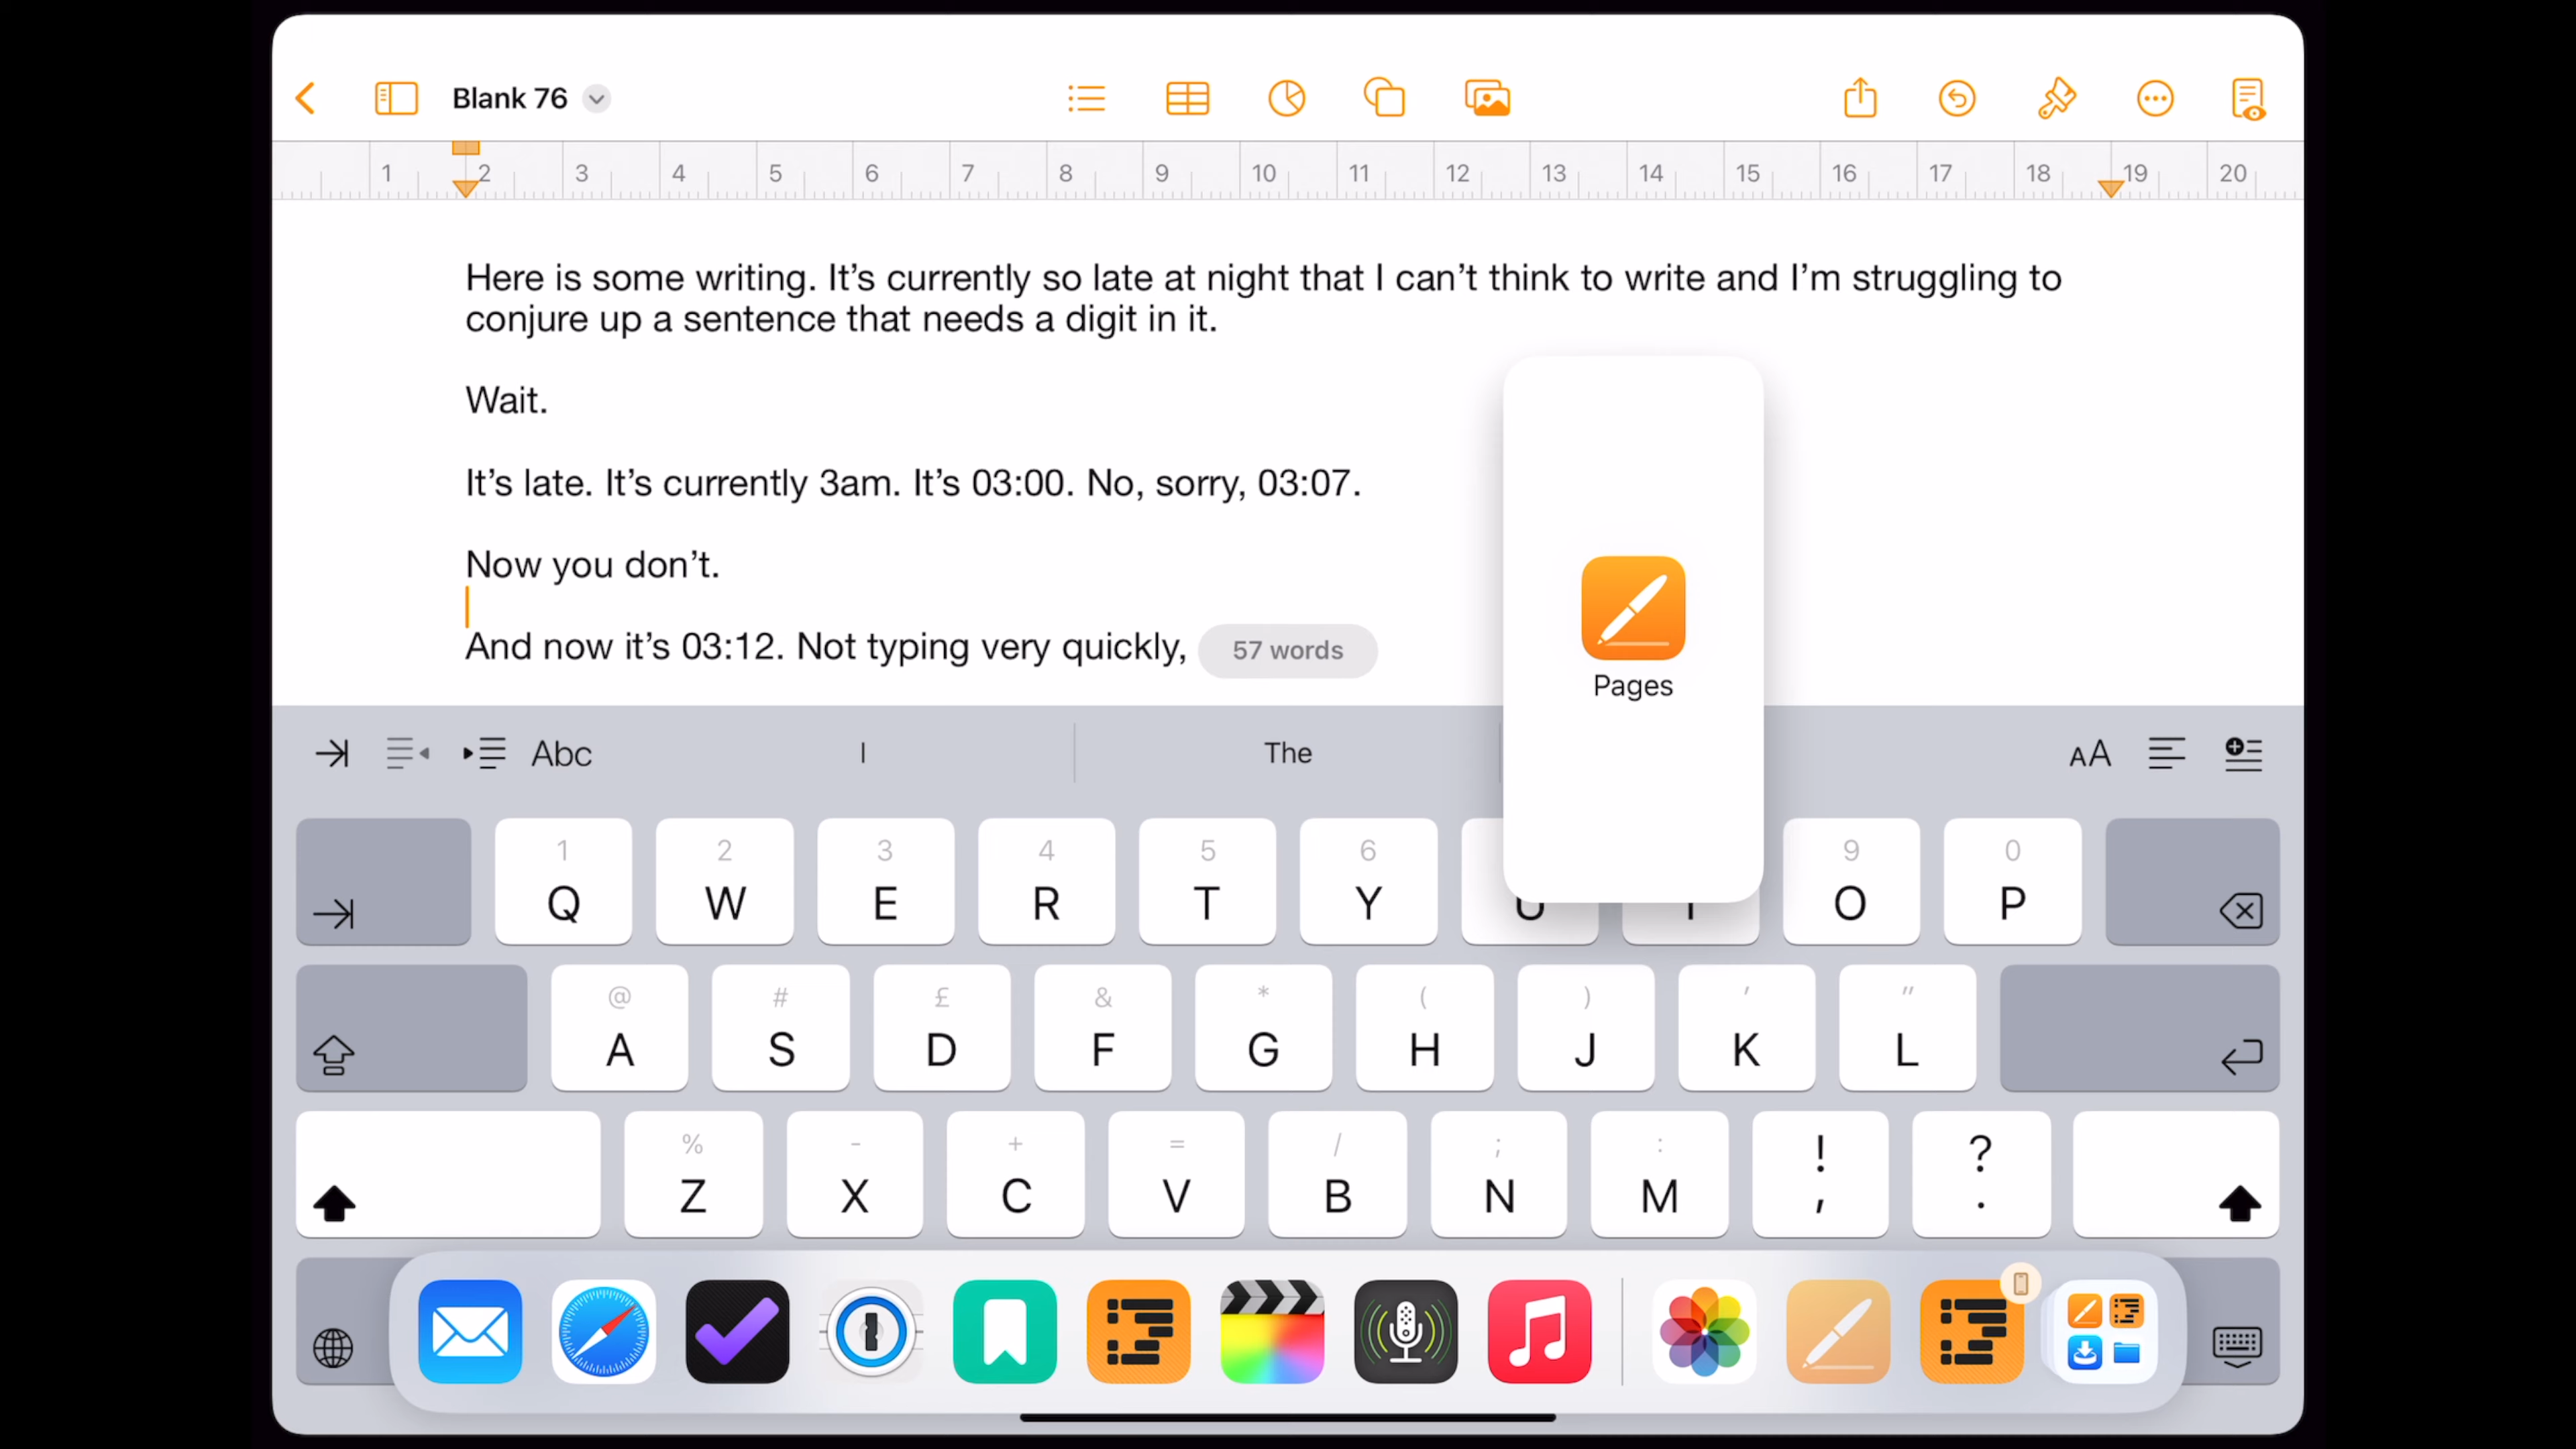 Blank 76
1 2 3 4 5 6 7 8 9 10 11 12 13 14 15 16 17 18 19 20
Here is some writing. It’s currently so late at night that I can’t think to write and I’m struggling to
conjure up a sentence that needs a digit in it.
Wait.
It’s late. It’s currently 3am. It’s 03:00. No, sorry, 03:07.
Now you don’t.
And now it’s 03:12. Not typing very quickly,
57 words
Pages
Abc I The AA
1 2 3 4 5 6 9 0
Q W E R T Y U I O P
@ # £ & * ( ) ' "
A S D F G H J K L
% - + = / ; : ! ?
Z X C V B N M , .